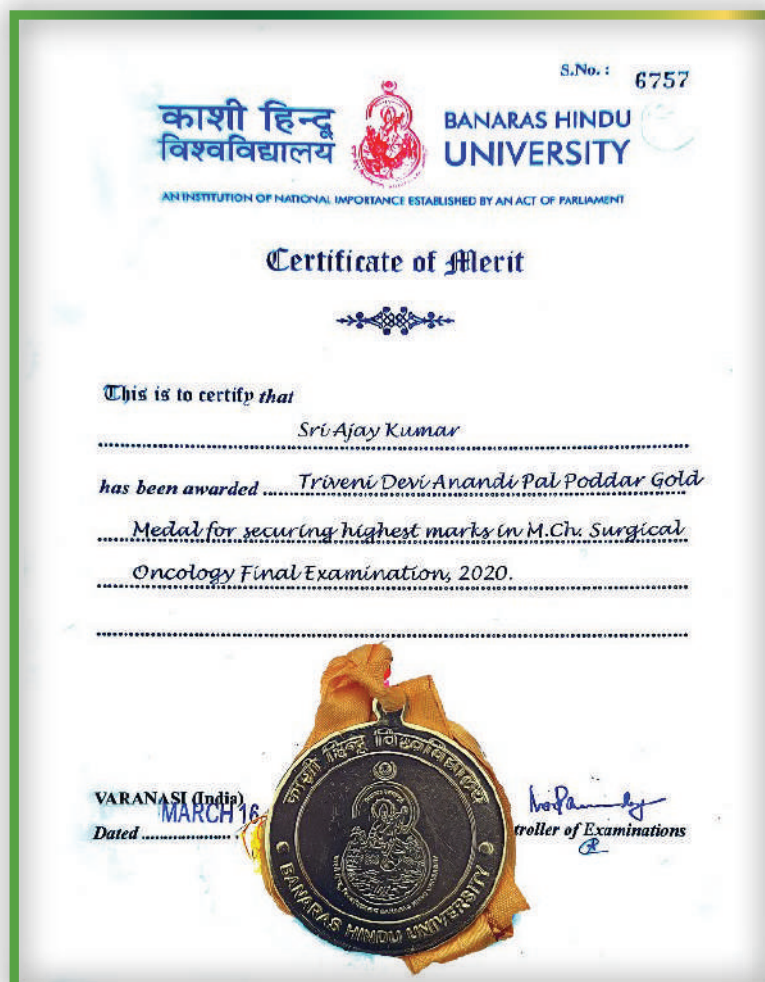 S.No. : 6757
काशी हिन्दू
विश्वविद्यालय
BANARAS HINDU
UNIVERSITY
AN INSTITUTION OF NATIONAL IMPORTANCE ESTABLISHED BY AN ACT OF PARLIAMENT
Certificate of Merit
This is to certify that
Sri Ajay Kumar
has been awarded Triveni Devi Anandi Pal Poddar Gold
Medal for securing highest marks in M.Ch. Surgical
Oncology Final Examination, 2020.
VARANASI (India)
Dated MARCH 16
troller of Examinations
काशी हिन्दू विश्वविद्यालय
BANARAS HINDU UNIVERSITY